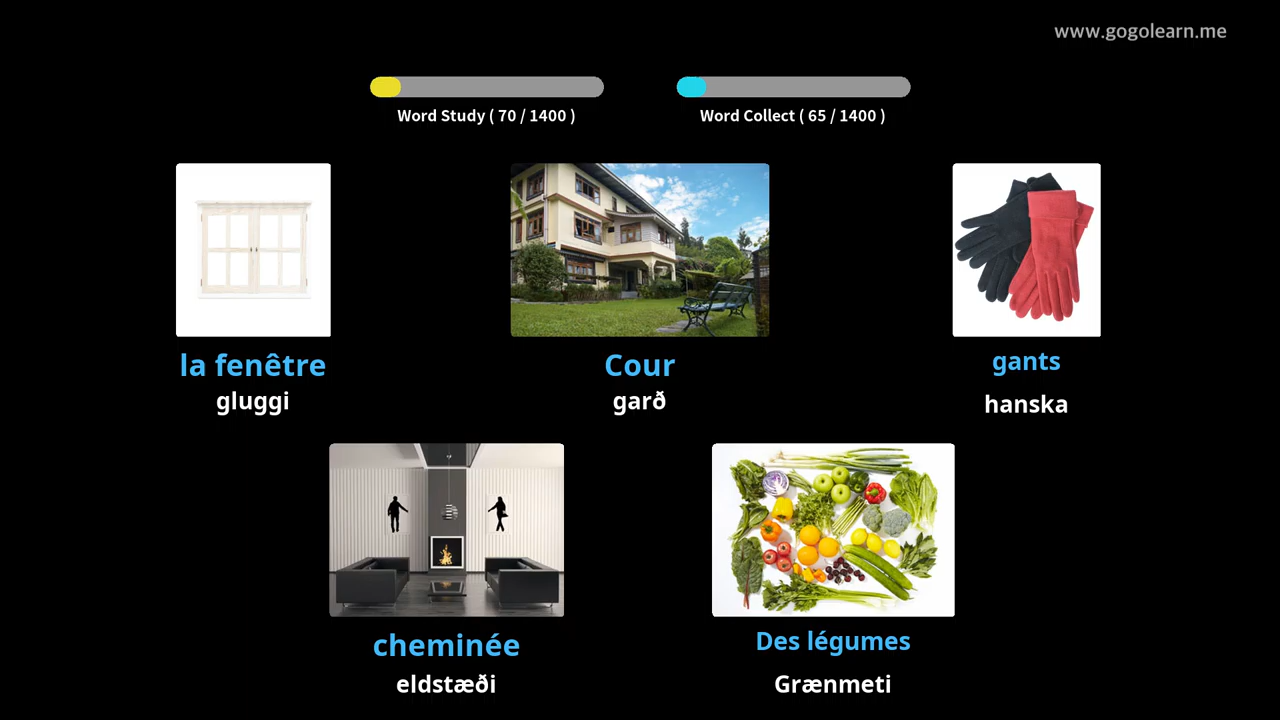 www.gogolearn.me
Word Study ( 70 / 1400 )
Word Collect ( 65 / 1400 )
la fenêtre
gluggi
Cour
garð
gants
hanska
cheminée
eldstæði
Des légumes
Grænmeti